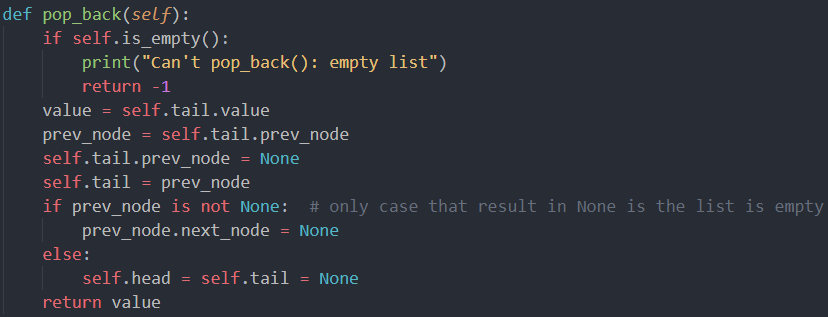 def pop_back(self):
    if self.is_empty():
        print("Can't pop_back(): empty list")
        return -1
    value = self.tail.value
    prev_node = self.tail.prev_node
    self.tail.prev_node = None
    self.tail = prev_node
    if prev_node is not None:  # only case that result in None is the list is empty
        prev_node.next_node = None
    else:
        self.head = self.tail = None
    return value